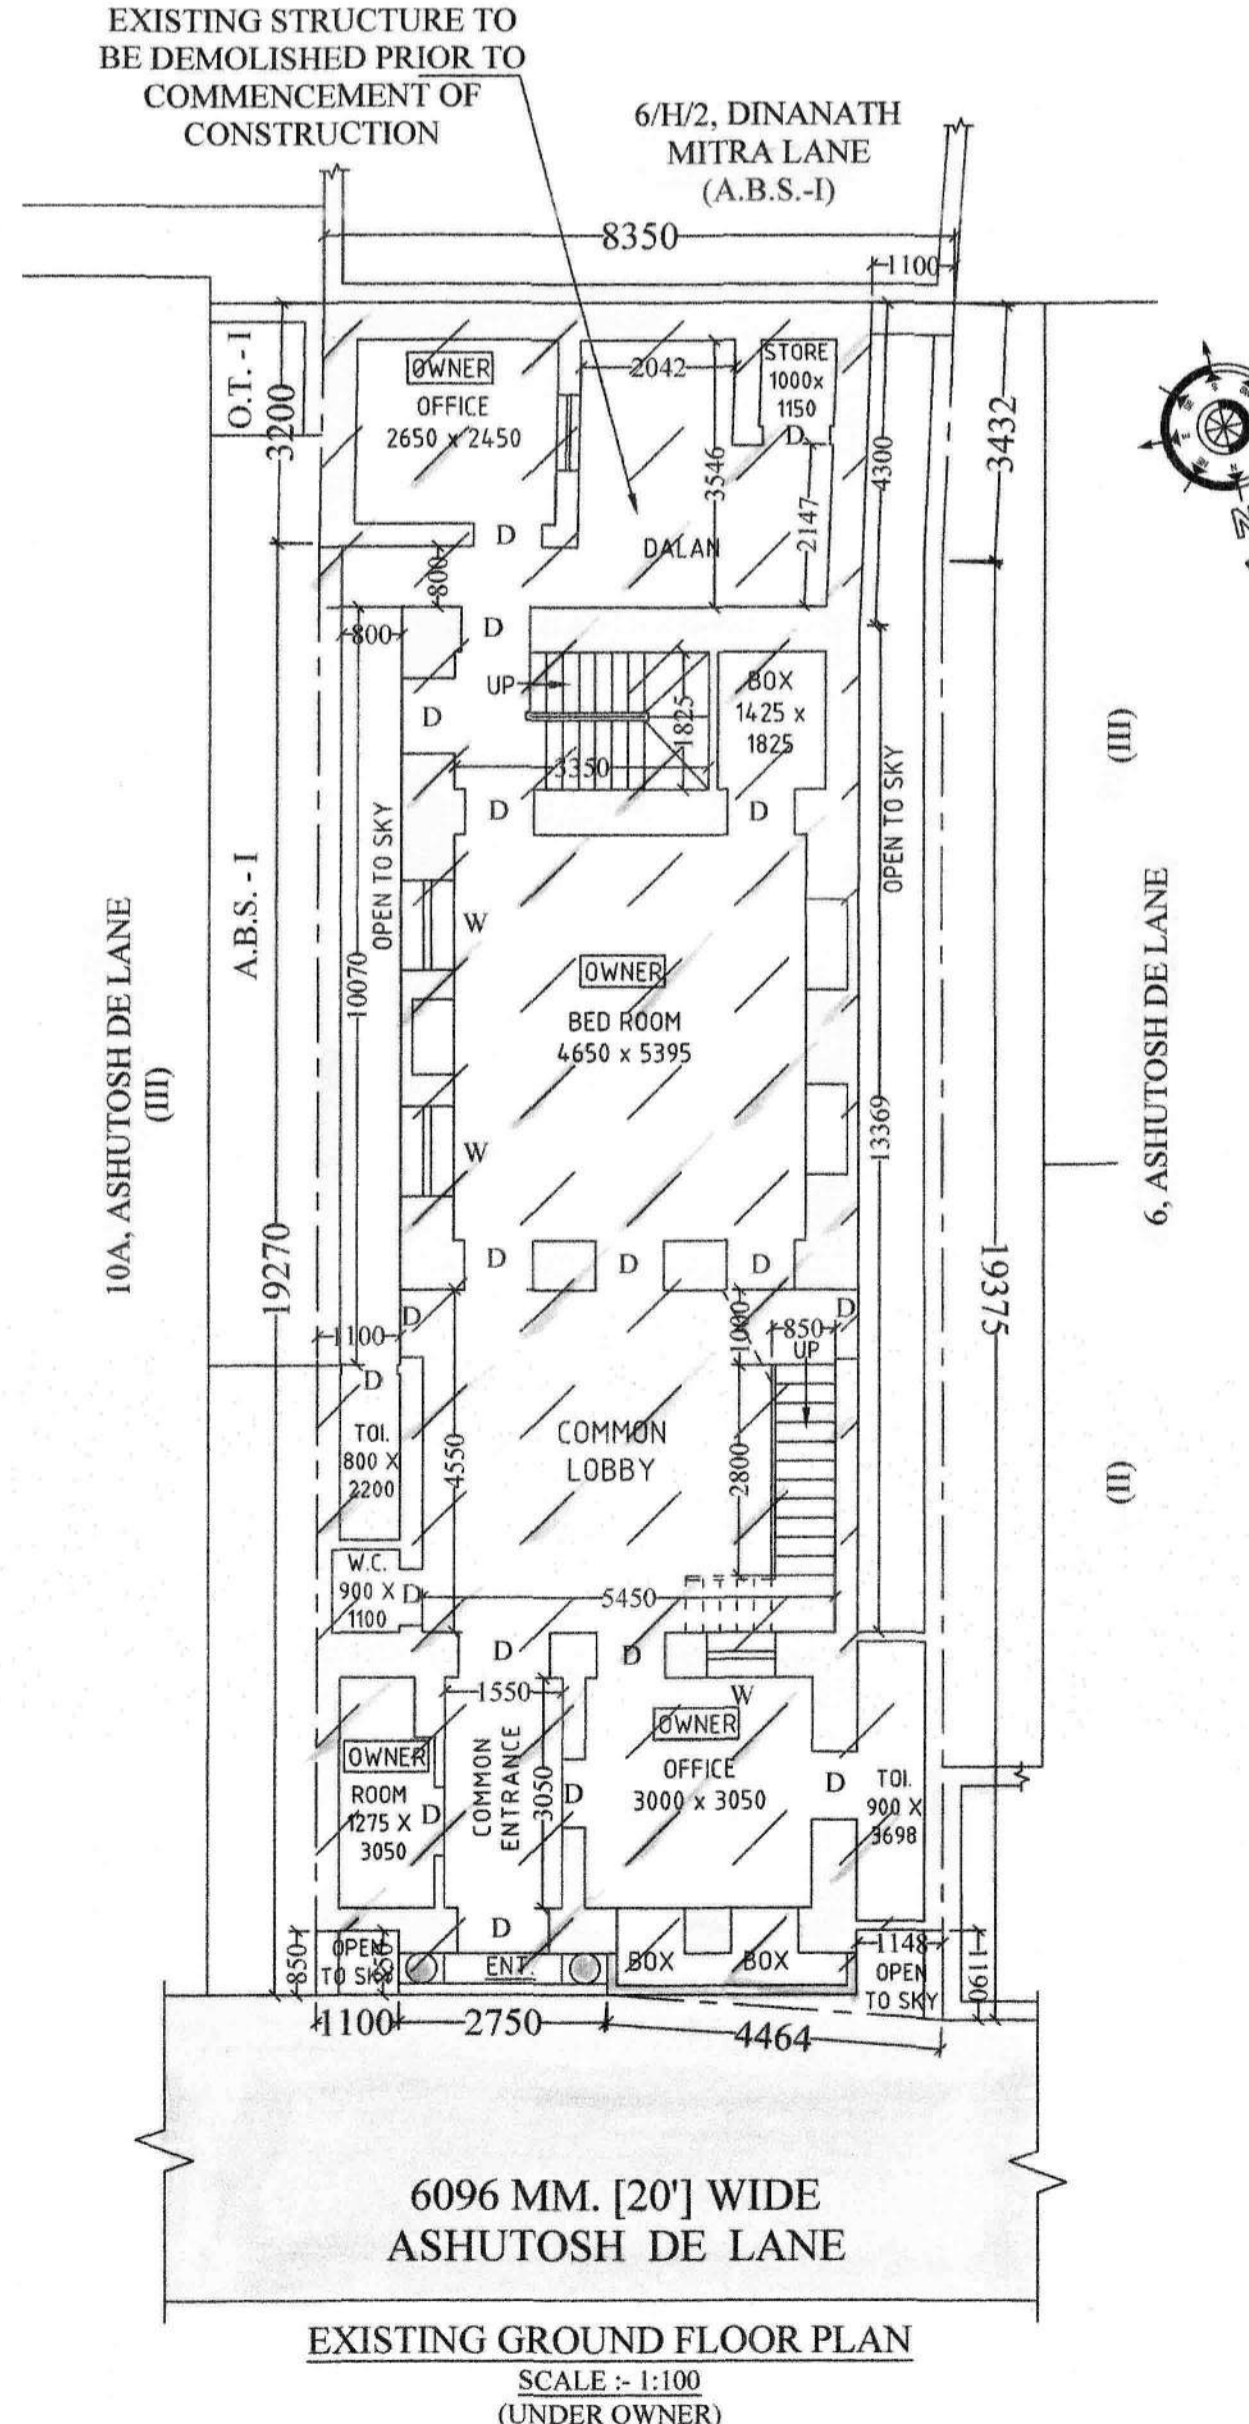 EXISTING STRUCTURE TO
BE DEMOLISHED PRIOR TO
COMMENCEMENT OF
CONSTRUCTION
6/H/2, DINANATH
MITRA LANE
(A.B.S.-I)
8350
1100
O.T. - I
3200
OWNER
OFFICE
2650 x 2450
2042
STORE
1000x
1150
D
3546
4300
3432
2147
D
DALAN
800
800
D
UP
1825
BOX
1425 x
1825
D
3350
D
D
OPEN TO SKY
OPEN TO SKY
(III)
A.B.S. - I
10A, ASHUTOSH DE LANE
(III)
10070
W
OWNER
BED ROOM
4650 x 5395
W
13369
6, ASHUTOSH DE LANE
19270
19375
D
D
D
D
1000
850
UP
D
1100
D
TOI.
800 X
2200
4550
COMMON
LOBBY
2800
(II)
W.C.
900 X
1100
D
5450
D
D
1550
W
OWNER
ROOM
1275 X
3050
D
COMMON
ENTRANCE
3050
D
OWNER
OFFICE
3000 x 3050
D
TOI.
900 X
3698
D
850
OPEN
TO SKY
850
ENT.
BOX
BOX
1148
OPEN
TO SKY
1190
1100
2750
4464
6096 MM. [20'] WIDE
ASHUTOSH DE LANE
EXISTING GROUND FLOOR PLAN
SCALE :- 1:100
(UNDER OWNER)